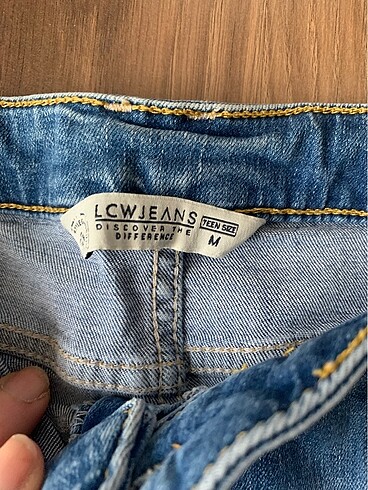 LCWJEANS
DISCOVER THE
DIFFERENCE
TEEN SIZE
M